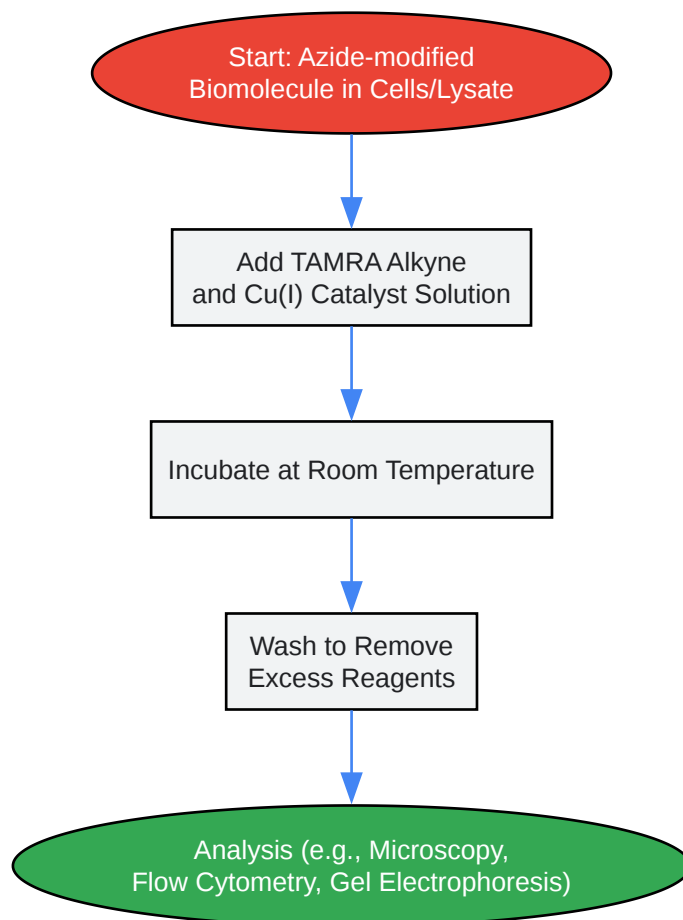 Start: Azide-modified
Biomolecule in Cells/Lysate
Add TAMRA Alkyne
and Cu(I) Catalyst Solution
Incubate at Room Temperature
Wash to Remove
Excess Reagents
Analysis (e.g., Microscopy,
Flow Cytometry, Gel Electrophoresis)